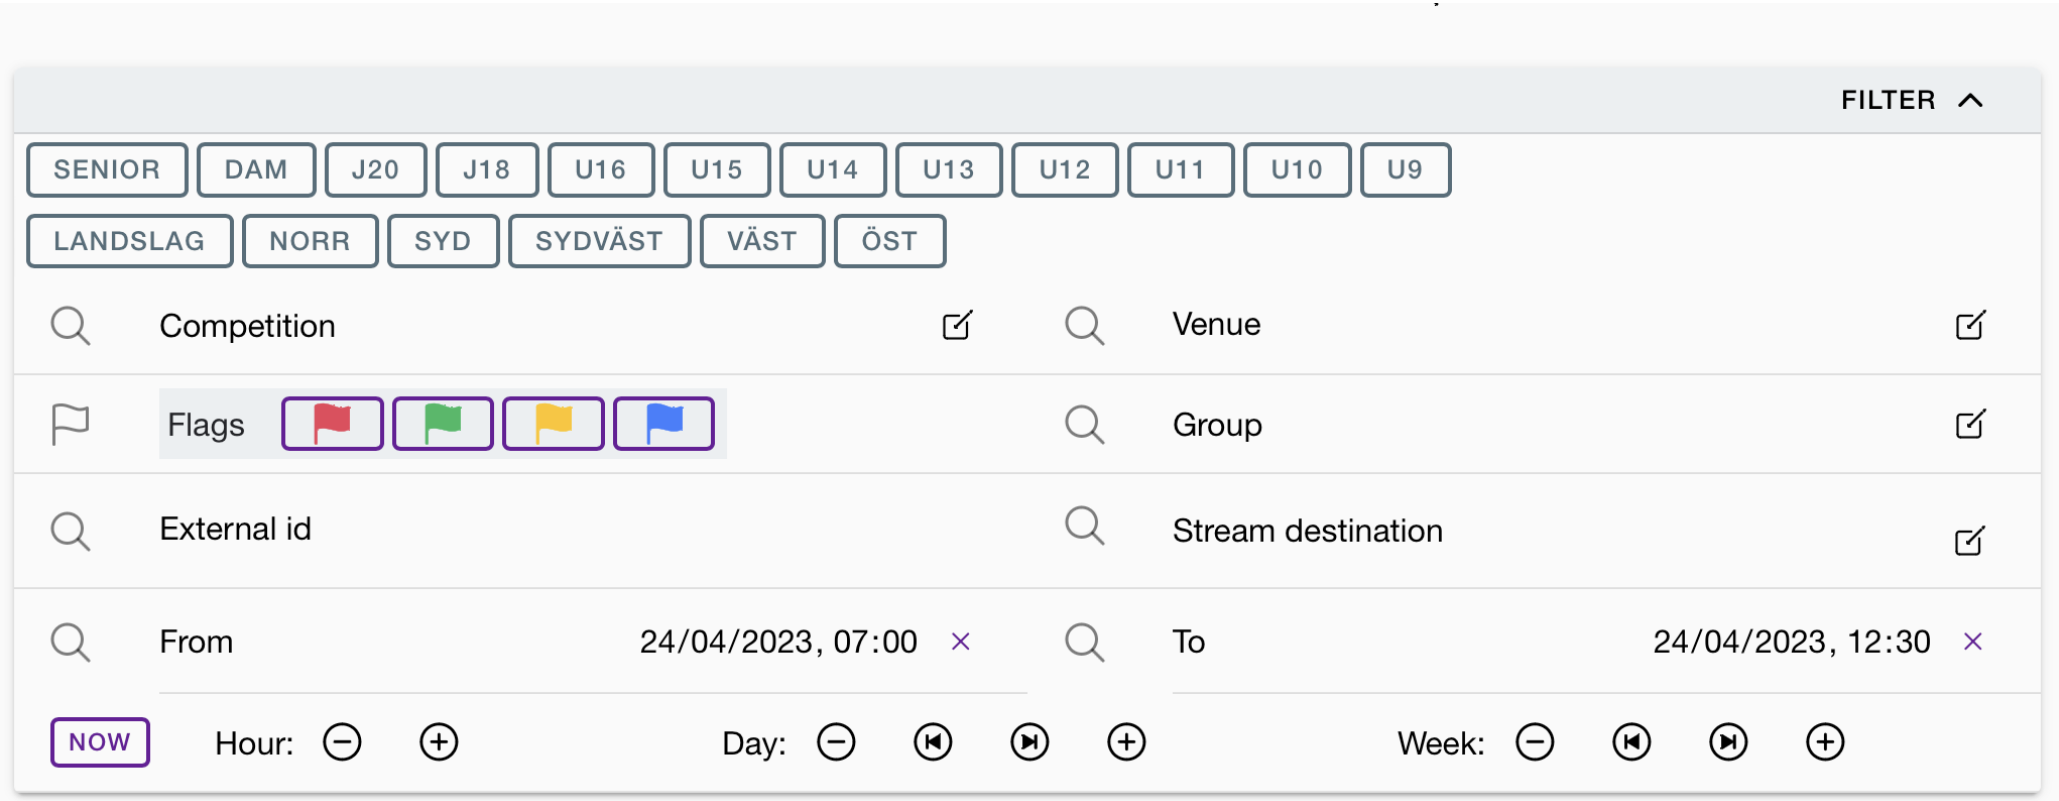 FILTER
SENIOR DAM J20 J18 U16 U15 U14 U13 U12 U11 U10 U9
LANDSLAG NORR SYD SYDVÄST VÄST ÖST
Competition Venue
Flags Group
External id Stream destination
From 24/04/2023, 07:00 To 24/04/2023, 12:30
NOW Hour: Day: Week: